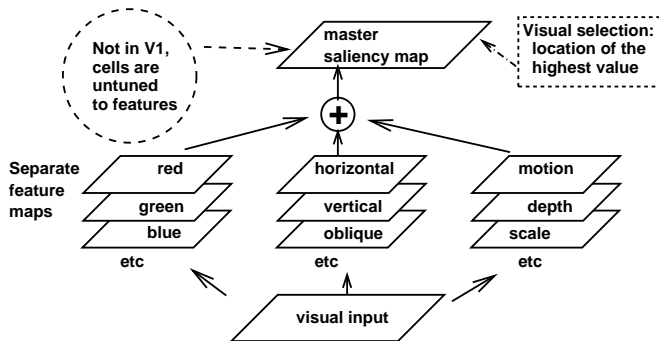 Not in V1,
cells are
untuned
to features
master
saliency map
Visual selection:
location of the
highest value
+
Separate
feature
maps
red
green
blue
etc
horizontal
vertical
oblique
etc
motion
depth
scale
etc
visual input